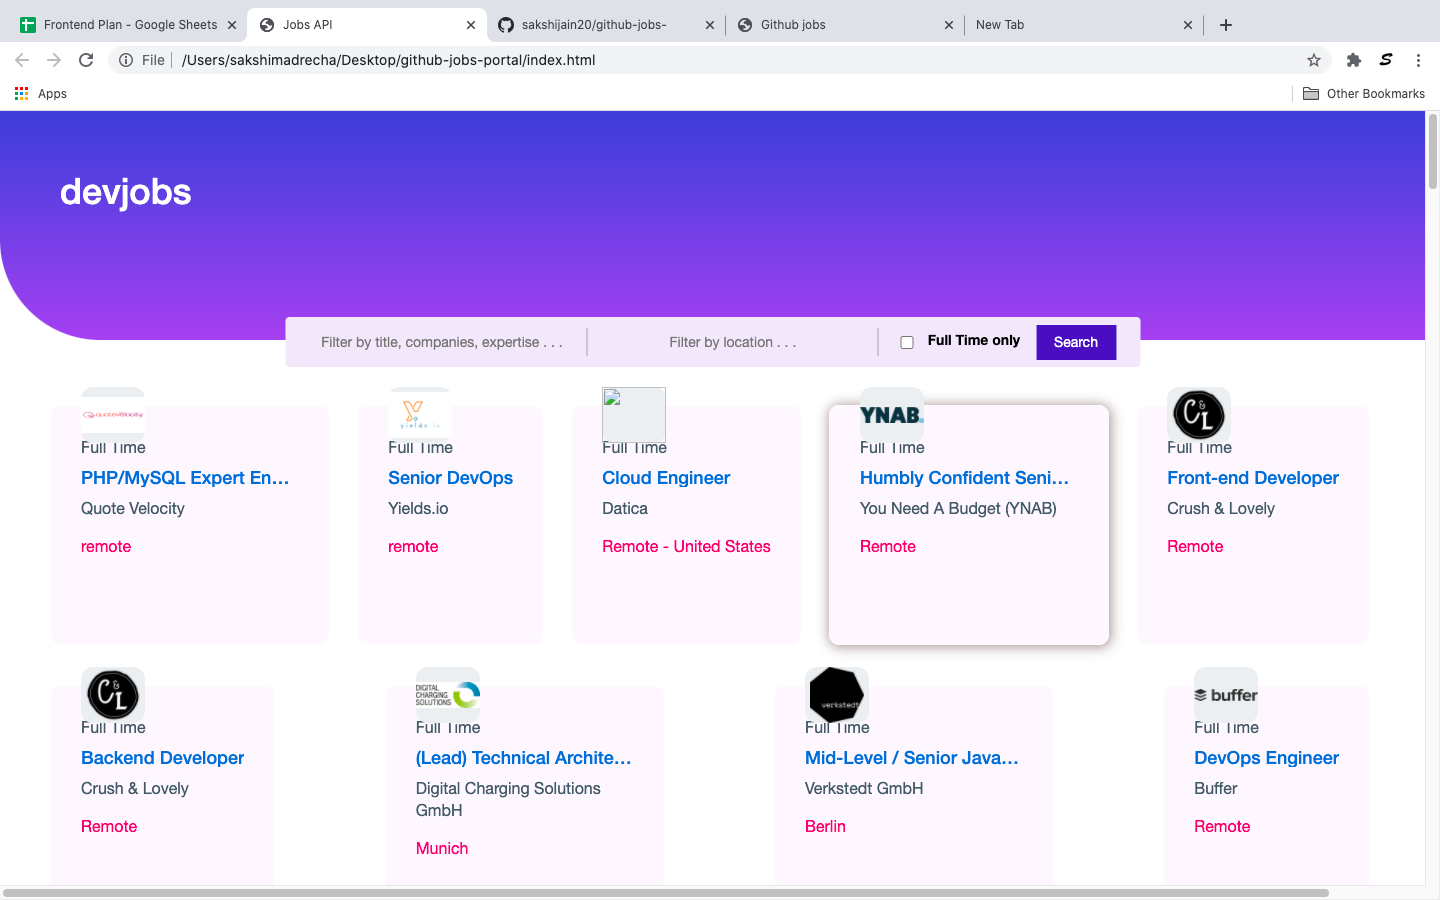 Frontend Plan - Google Sheets
Jobs API
sakshijain20/github-jobs-
Github jobs
New Tab
File /Users/sakshimadrecha/Desktop/github-jobs-portal/index.html
Apps
Other Bookmarks
devjobs
Filter by title, companies, expertise . . .
Filter by location . . .
Full Time only
Search
quotevelocity
Full Time
PHP/MySQL Expert En...
Quote Velocity
remote
yields.io
Full Time
Senior DevOps
Yields.io
remote
Full Time
Cloud Engineer
Datica
Remote - United States
YNAB.
Full Time
Humbly Confident Seni...
You Need A Budget (YNAB)
Remote
C&L
Full Time
Front-end Developer
Crush & Lovely
Remote
C&L
Full Time
Backend Developer
Crush & Lovely
Remote
DIGITAL
CHARGING
SOLUTIONS
Full Time
(Lead) Technical Archite...
Digital Charging Solutions
GmbH
Munich
verkstedt
Full Time
Mid-Level / Senior Java...
Verkstedt GmbH
Berlin
buffer
Full Time
DevOps Engineer
Buffer
Remote